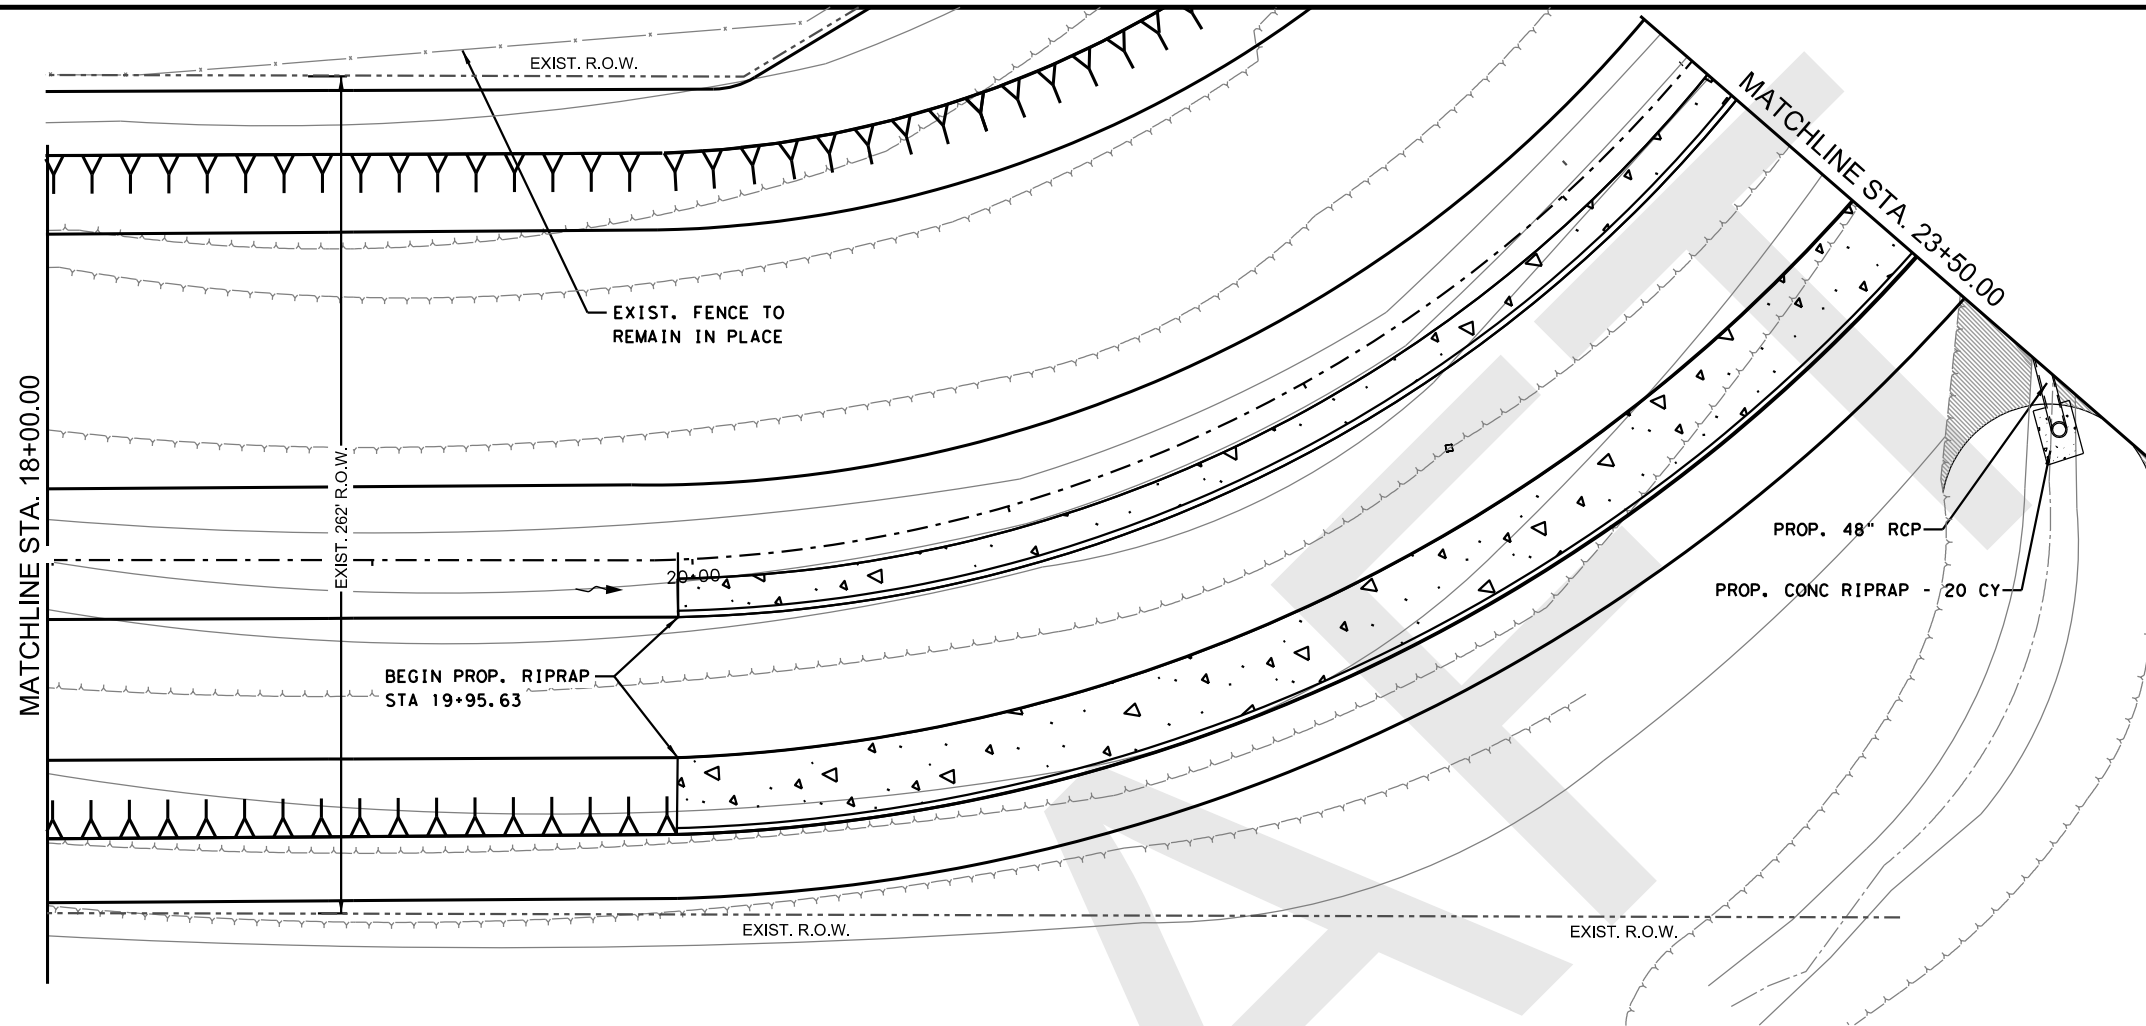 EXIST. R.O.W.
MATCHLINE STA. 23+50.00
EXIST. FENCE TO
REMAIN IN PLACE
MATCHLINE STA. 18+00.00
EXIST. 262' R.O.W.
20+00
PROP. 48" RCP
PROP. CONC RIPRAP - 20 CY
BEGIN PROP. RIPRAP
STA 19+95.63
EXIST. R.O.W.
EXIST. R.O.W.